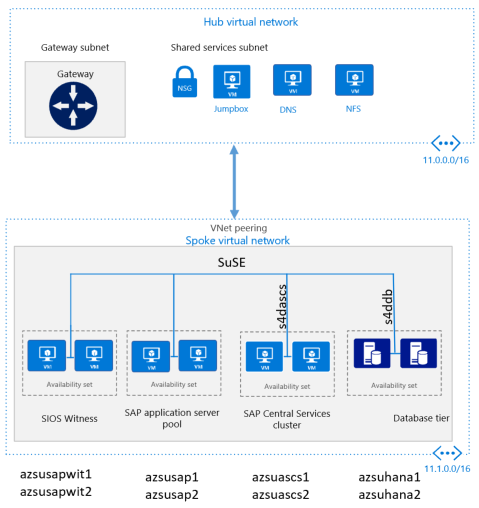 Hub virtual network
Gateway subnet
Shared services subnet
Gateway
NSG
VM
VM
VM
Jumpbox
DNS
NFS
11.0.0.0/16
VNet peering
Spoke virtual network
SuSE
s4dascs
s4ddb
VM
VM
VM
VM
VM
VM
Availability set
Availability set
Availability set
Availability set
SIOS Witness
SAP application server
pool
SAP Central Services
cluster
Database tier
11.1.0.0/16
azsusapwit1
azsusapwit2
azsusap1
azsusap2
azsuascs1
azsuascs2
azsuhana1
azsuhana2